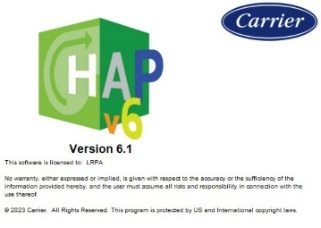 Carrier
HAP
v6
Version 6.1
This software is licensed to: LRPA
No warranty, either expressed or implied, is given with respect to the accuracy or the sufficiency of the
information provided hereby, and the user must assume all risks and responsibility in connection with the
use thereof.
© 2023 Carrier. All Rights Reserved. This program is protected by US and International copyright laws.